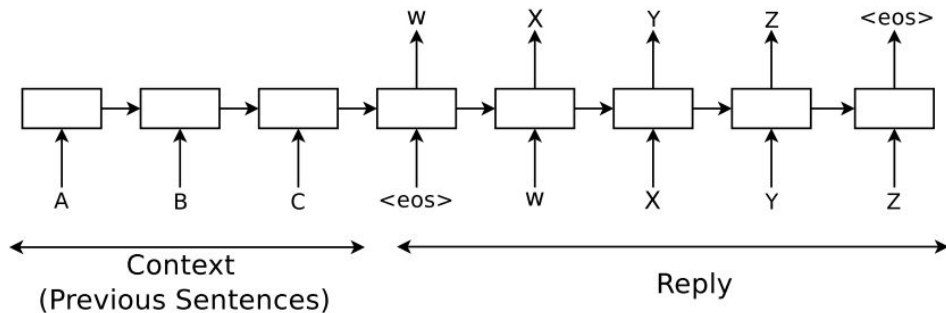 W X Y Z <eos>
A B C <eos> W X Y Z
Context
(Previous Sentences)
Reply